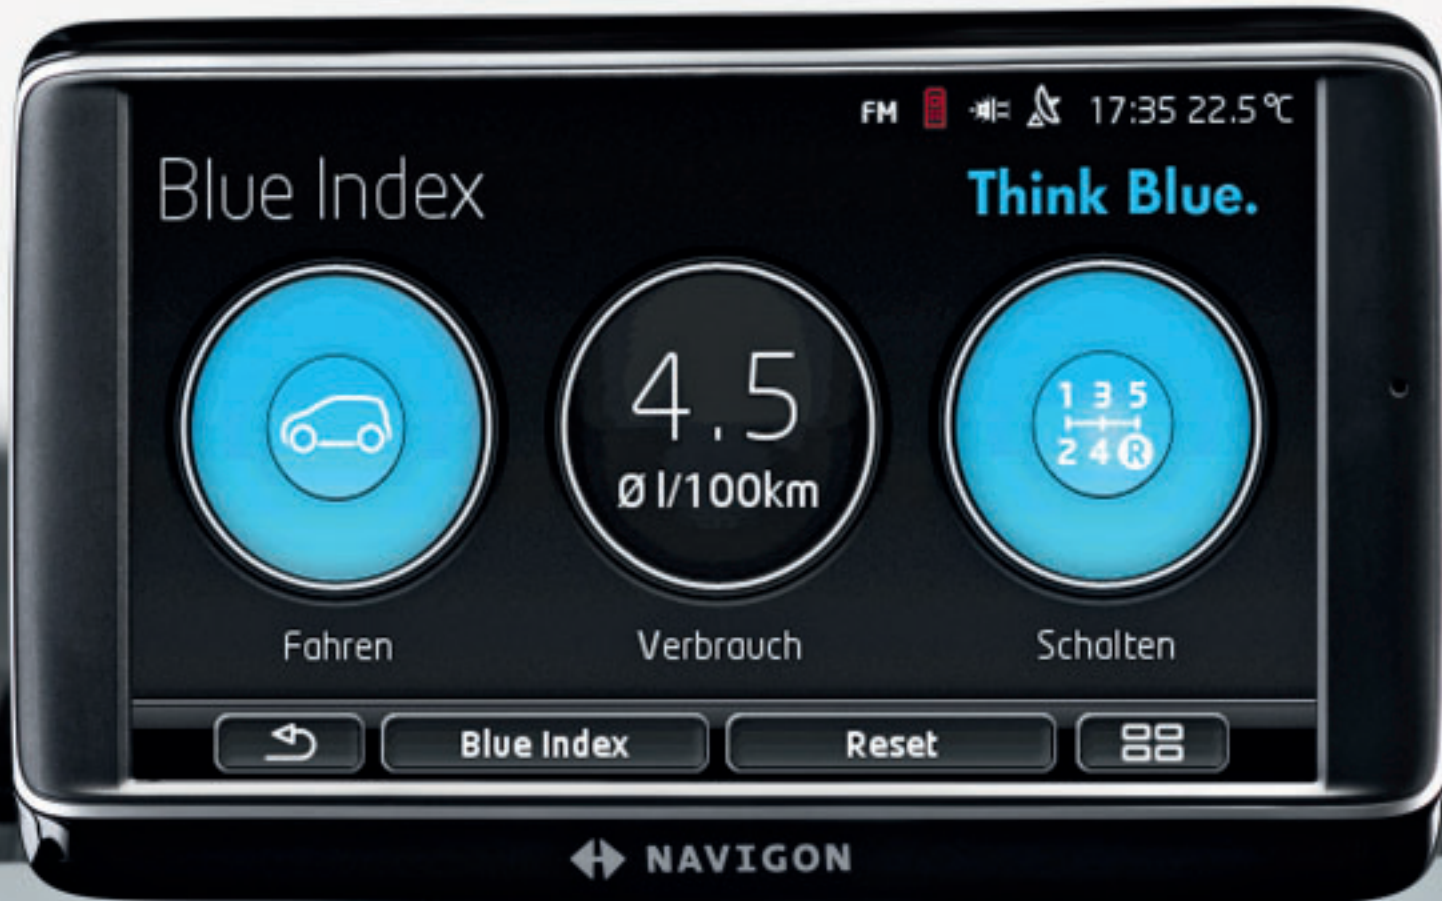 FM 17:35 22.5°C
Blue Index
Think Blue.
1 3 5
2 4 R
4.5
Ø l/100km
Fahren
Verbrauch
Schalten
Blue Index
Reset
NAVIGON